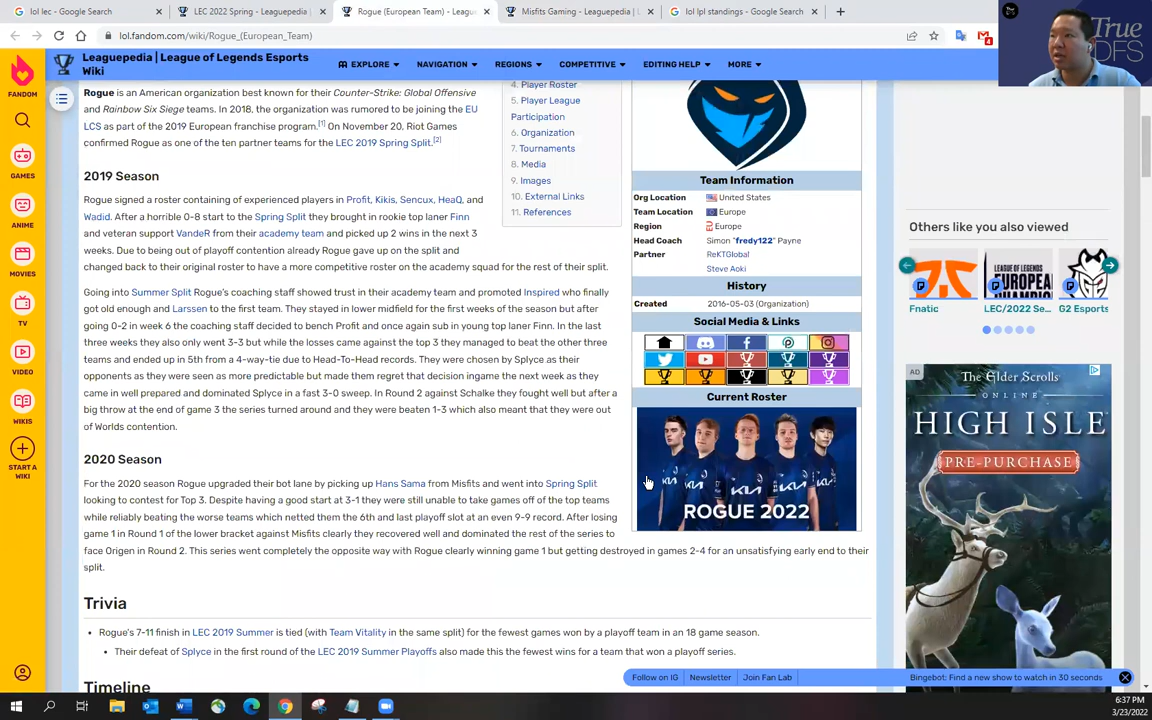 lol lec - Google Search
LEC 2022 Spring - Leaguepedia |
Rogue (European Team) - Leagu
Misfits Gaming - Leaguepedia | L
lol lpl standings - Google Search
lol.fandom.com/wiki/Rogue_(European_Team)
4
True
DFS
FANDOM
GAMES
ANIME
MOVIES
TV
VIDEO
WIKIS
START A
WIKI
Leaguepedia | League of Legends Esports
Wiki
EXPLORE
NAVIGATION
REGIONS
COMPETITIVE
EDITING HELP
MORE
Rogue is an American organization best known for their Counter-Strike: Global Offensive
and Rainbow Six Siege teams. In 2018, the organization was rumored to be joining the EU
LCS as part of the 2019 European franchise program.[1] On November 20, Riot Games
confirmed Rogue as one of the ten partner teams for the LEC 2019 Spring Split.[2]
4. Player Roster
5. Player League
Participation
6. Organization
7. Tournaments
8. Media
9. Images
10. External Links
11. References
2019 Season
Rogue signed a roster containing of experienced players in Profit, Kikis, Sencux, HeaQ, and
Wadid. After a horrible 0-8 start to the Spring Split they brought in rookie top laner Finn
and veteran support VandeR from their academy team and picked up 2 wins in the next 3
weeks. Due to being out of playoff contention already Rogue gave up on the split and
changed back to their original roster to have a more competitive roster on the academy squad for the rest of their split.
Going into Summer Split Rogue's coaching staff showed trust in their academy team and promoted Inspired who finally
got old enough and Larssen to the first team. They stayed in lower midfield for the first weeks of the season but after
going 0-2 in week 6 the coaching staff decided to bench Profit and once again sub in young top laner Finn. In the last
three weeks they also only went 3-3 but while the losses came against the top 3 they managed to beat the other three
teams and ended up in 5th from a 4-way-tie due to Head-To-Head records. They were chosen by Splyce as their
opponents as they were seen as more predictable but made them regret that decision ingame the next week as they
came in well prepared and dominated Splyce in a fast 3-0 sweep. In Round 2 against Schalke they fought well but after a
big throw at the end of game 3 the series turned around and they were beaten 1-3 which also meant that they were out
of Worlds contention.
2020 Season
For the 2020 season Rogue upgraded their bot lane by picking up Hans Sama from Misfits and went into Spring Split
looking to contest for Top 3. Despite having a good start at 3-1 they were still unable to take games off of the top teams
while reliably beating the worse teams which netted them the 6th and last playoff slot at an even 9-9 record. After losing
game 1 in Round 1 of the lower bracket against Misfits clearly they recovered well and dominated the rest of the series to
face Origen in Round 2. This series went completely the opposite way with Rogue clearly winning game 1 but getting destroyed in games 2-4 for an unsatisfying early end to their
split.
Trivia
Rogue's 7-11 finish in LEC 2019 Summer is tied (with Team Vitality in the same split) for the fewest games won by a playoff team in an 18 game season.
Their defeat of Splyce in the first round of the LEC 2019 Summer Playoffs also made this the fewest wins for a team that won a playoff series.
Timeline
Team Information
Org Location United States
Team Location Europe
Region Europe
Head Coach Simon "fredy122" Payne
Partner ReKTGlobal
Steve Aoki
History
Created 2016-05-03 (Organization)
Social Media & Links
Current Roster
KIA
ROGUE 2022
Others like you also viewed
LEAGUE OF LEGENDS
EUROPEA
Fnatic
LEC/2022 Se...
G2 Esports
AD
The Elder Scrolls
ONLINE
HIGH ISLE
PRE-PURCHASE
Follow on IG
Newsletter
Join Fan Lab
Bingebot: Find a new show to watch in 30 seconds
6:37 PM
3/23/2022